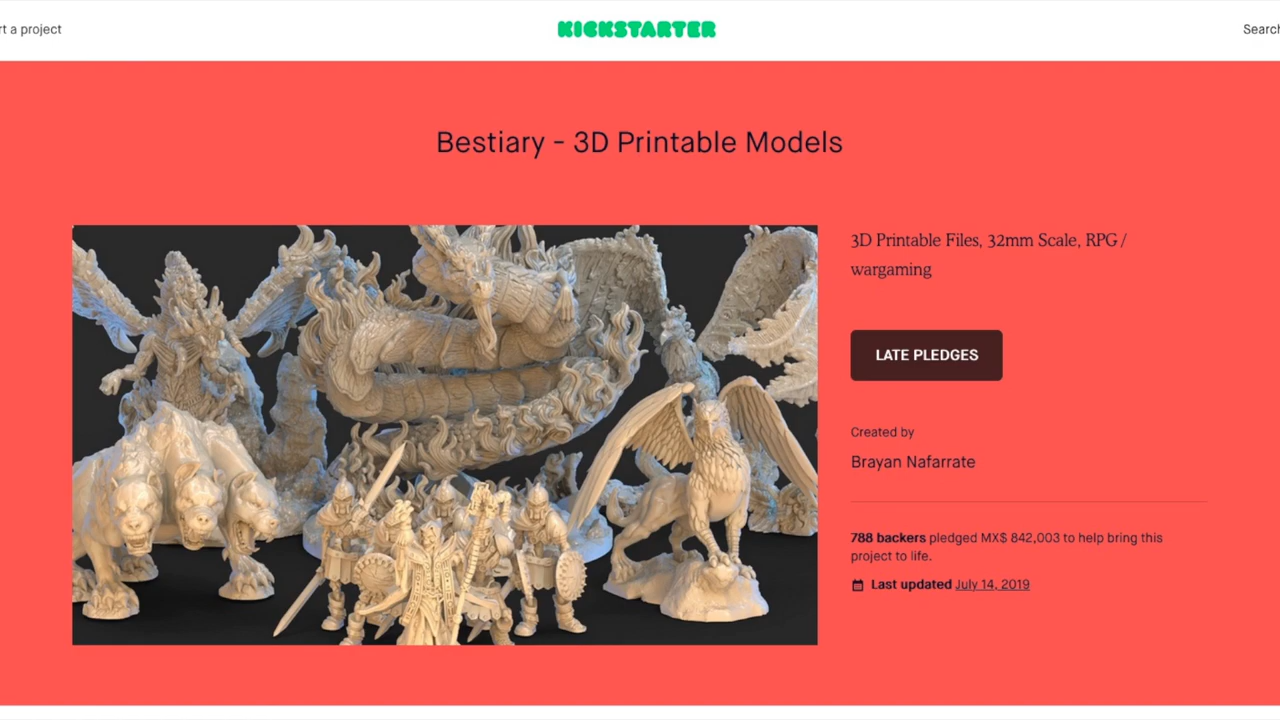 rt a project
KICKSTARTER
Search
Bestiary - 3D Printable Models
3D Printable Files, 32mm Scale, RPG /
wargaming
LATE PLEDGES
Created by
Brayan Nafarrate
788 backers pledged MX$ 842,003 to help bring this
project to life.
Last updated July 14, 2019